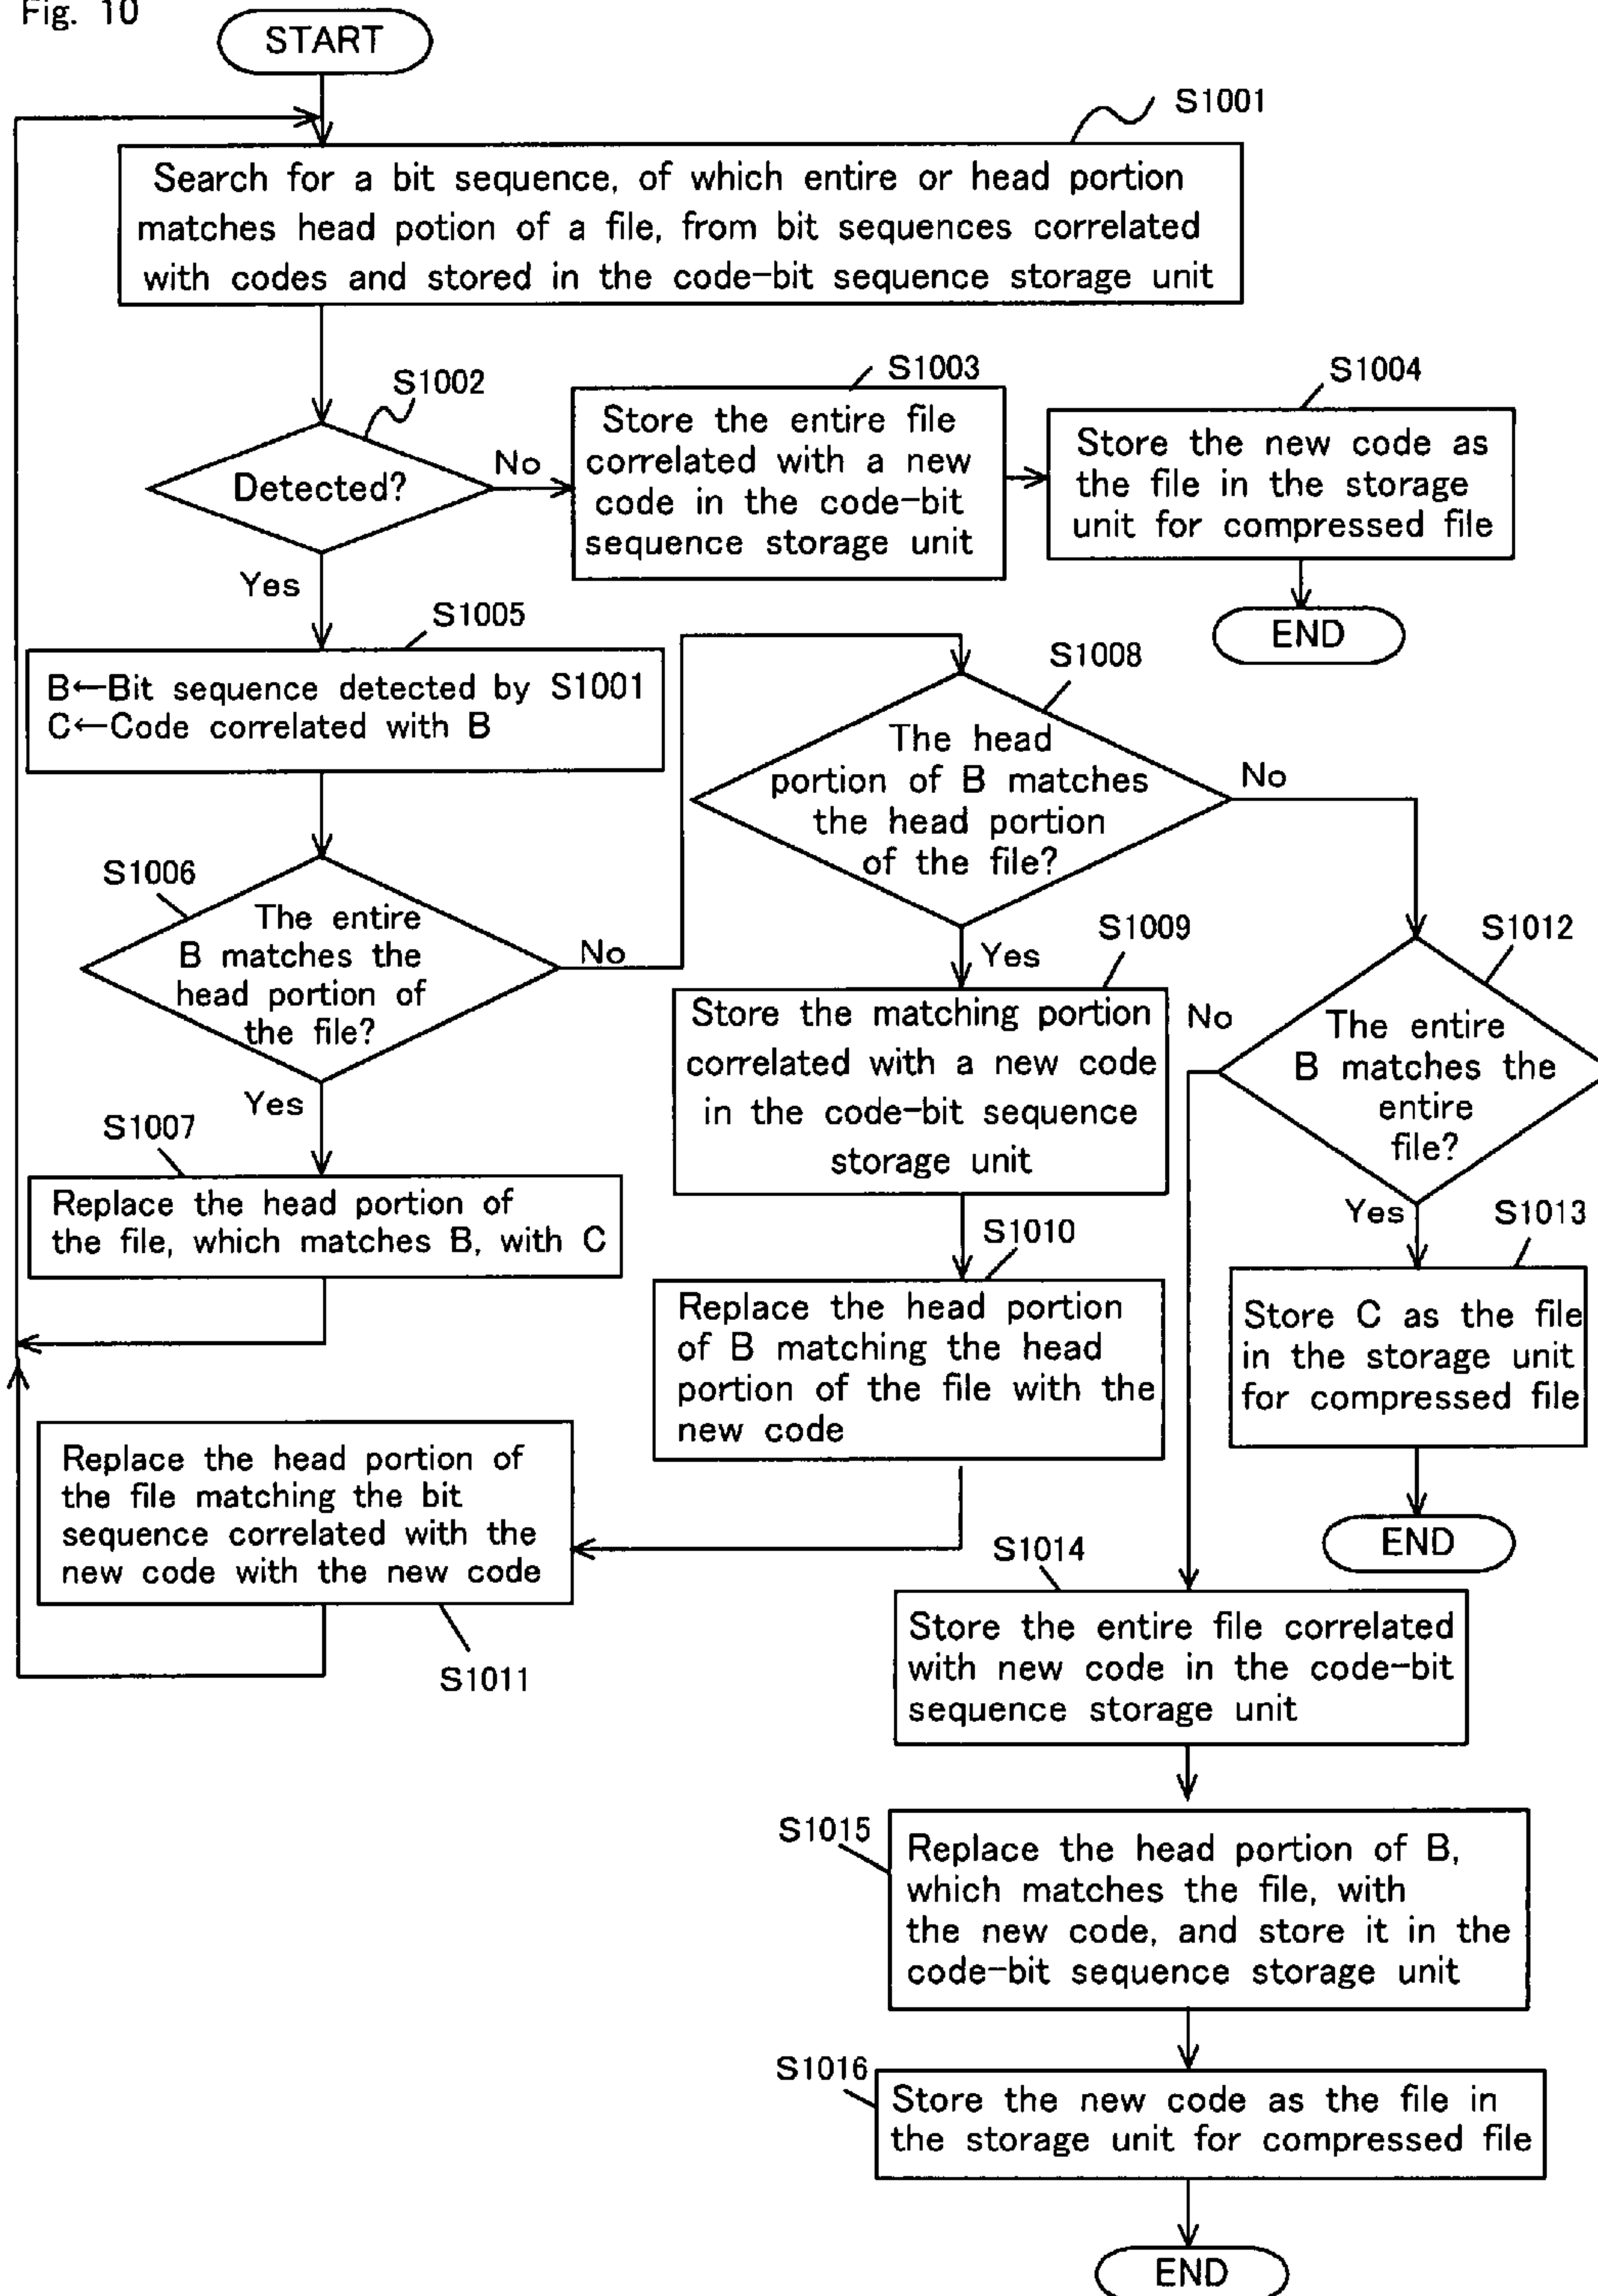 Fig. 10
START
S1001
Search for a bit sequence, of which entire or head portion
matches head potion of a file, from bit sequences correlated
with codes and stored in the code-bit sequence storage unit
S1002
Detected?
No
Yes
S1003
Store the entire file
correlated with a new
code in the code-bit
sequence storage unit
S1004
Store the new code as
the file in the storage
unit for compressed file
END
S1005
B←Bit sequence detected by S1001
C←Code correlated with B
S1006
The entire
B matches the
head portion of
the file?
No
Yes
S1007
Replace the head portion of
the file, which matches B, with C
S1008
The head
portion of B matches
the head portion
of the file?
No
Yes
S1009
Store the matching portion
correlated with a new code
in the code-bit sequence
storage unit
S1010
Replace the head portion
of B matching the head
portion of the file with the
new code
Replace the head portion of
the file matching the bit
sequence correlated with the
new code with the new code
S1011
S1012
No
The entire
B matches the
entire
file?
Yes
S1013
Store C as the file
in the storage unit
for compressed file
END
S1014
Store the entire file correlated
with new code in the code-bit
sequence storage unit
S1015
Replace the head portion of B,
which matches the file, with
the new code, and store it in the
code-bit sequence storage unit
S1016
Store the new code as the file in
the storage unit for compressed file
END